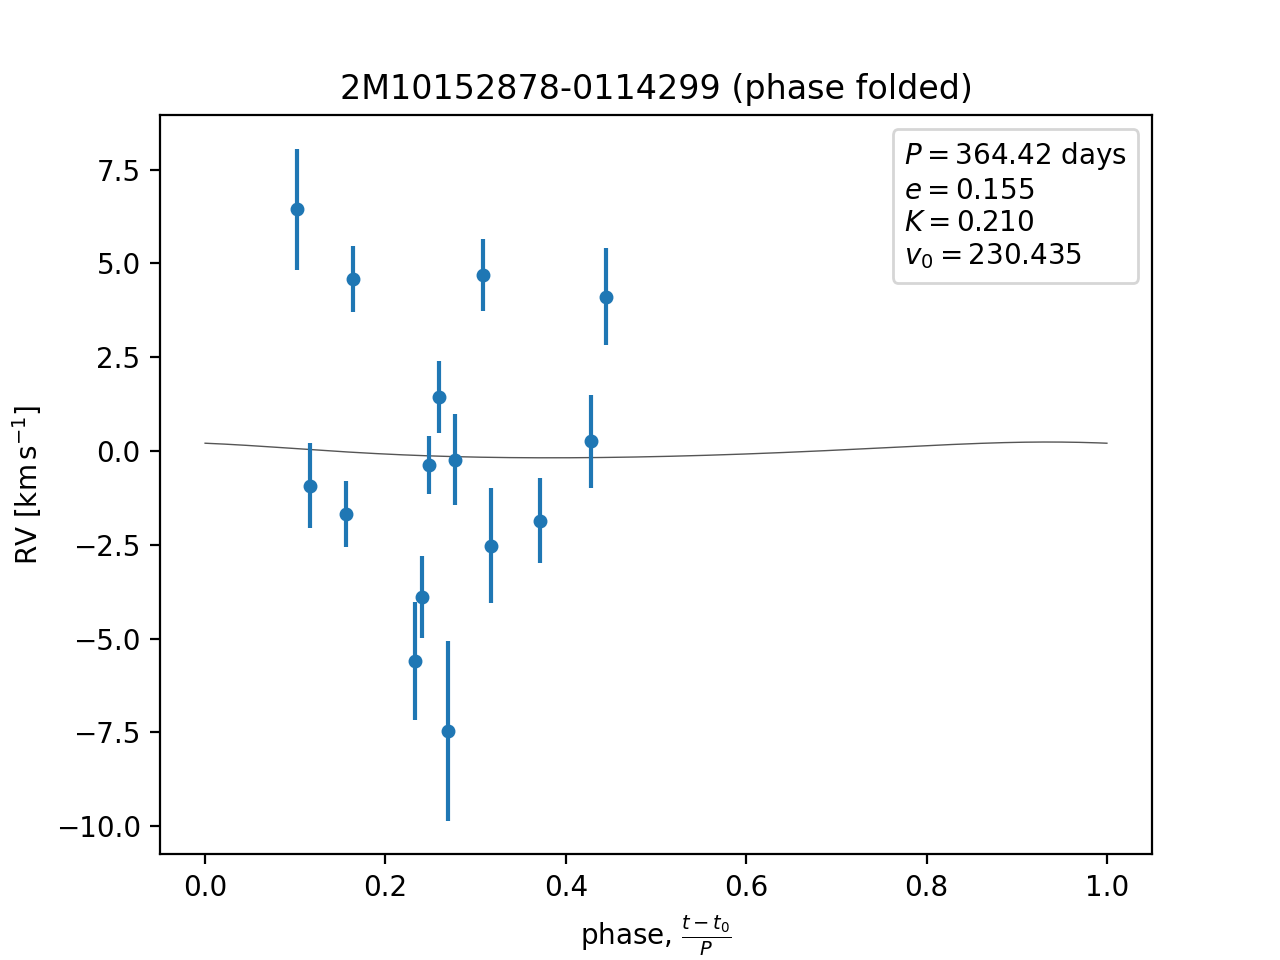 2M10152878-0114299 (phase folded)
P = 364.42 days
e = 0.155
K = 0.210
v₀ = 230.435
7.5
5.0
2.5
0.0
−2.5
−5.0
−7.5
−10.0
RV [km s⁻¹]
0.0 0.2 0.4 0.6 0.8 1.0
phase, (t − t₀)/P